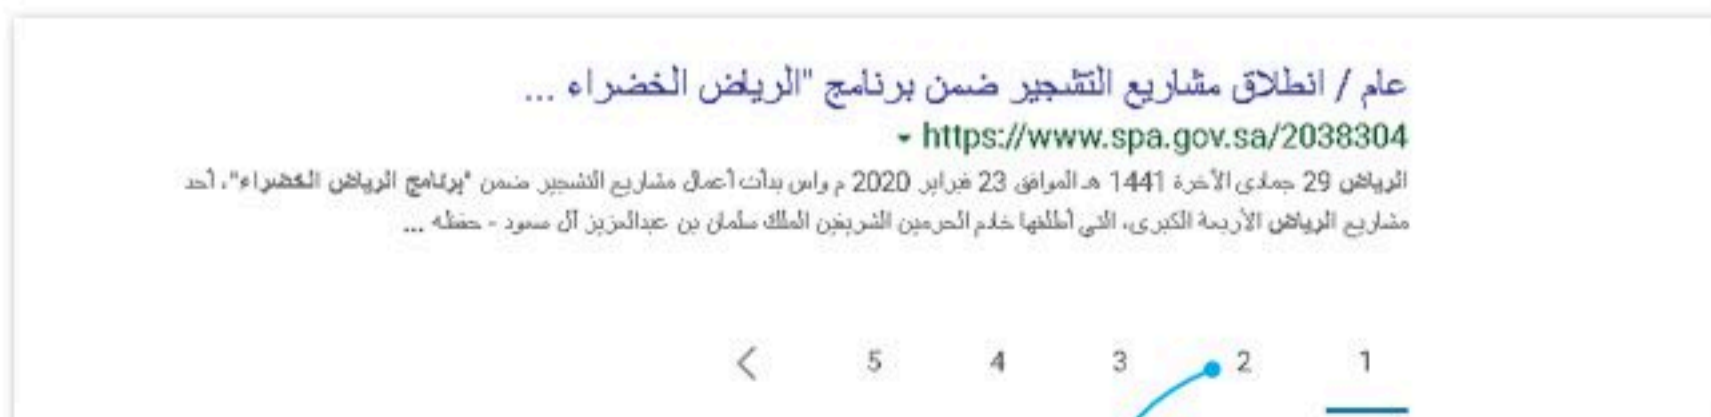 عام / انطلاق مشاريع التشجير ضمن برنامج "الرياض الخضراء ...
https://www.spa.gov.sa/2038304
الرياض 29 جمادى الآخرة 1441 هـ الموافق 23 فبراير 2020 م واس بدأت أعمال مشاريع التشجير ضمن "برنامج الرياض الخضراء"، أحد
مشاريع الرياض الأربعة الكبرى، التي أطلقها خادم الحرمين الشريفين الملك سلمان بن عبدالعزيز آل سعود - حفظه ...
1 2 3 4 5